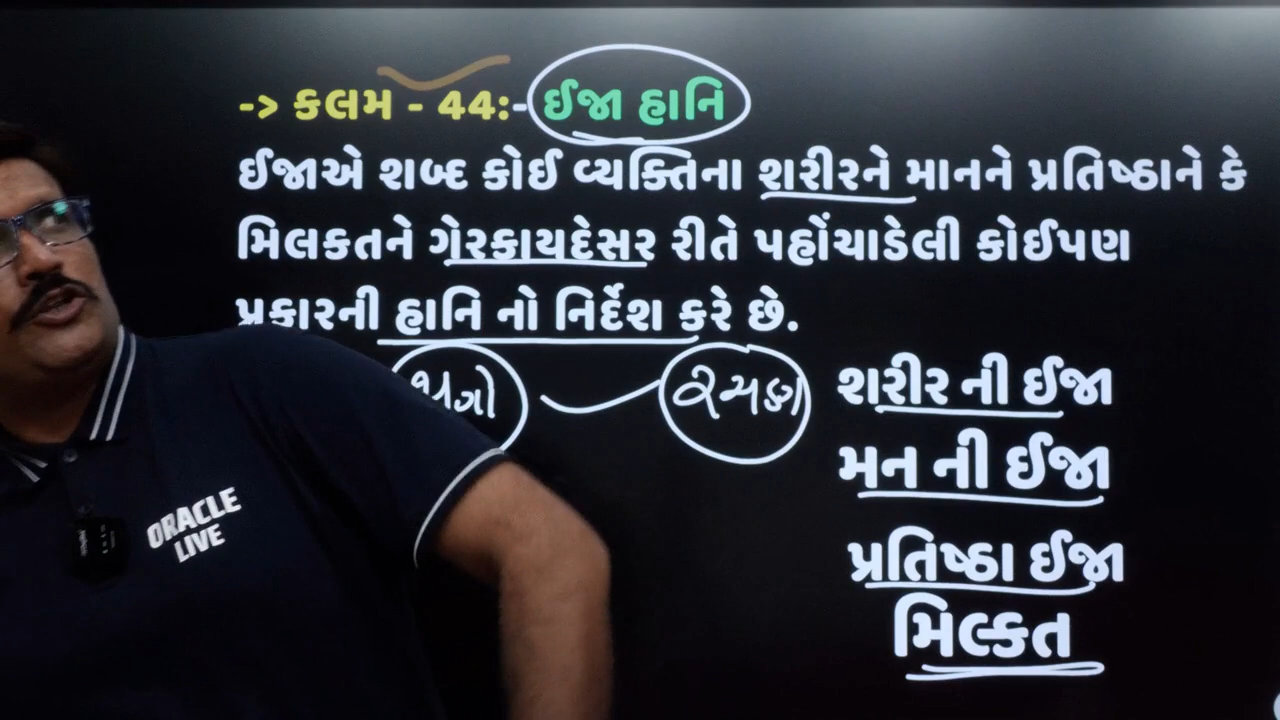 -> કલમ - 44:- ઈજા હાનિ
ઈજાએ શબ્દ કોઈ વ્યક્તિના શરીરને માનને પ્રતિષ્ઠાને કે
મિલકતને ગેરકાયદેસર રીતે પહોંચાડેલી કોઈપણ
પ્રકારની હાનિ નો નિર્દેશ કરે છે.
શરીર ની ઈજા
મન ની ઈજા
પ્રતિષ્ઠા ઈજા
મિલ્કત
ORACLE
LIVE